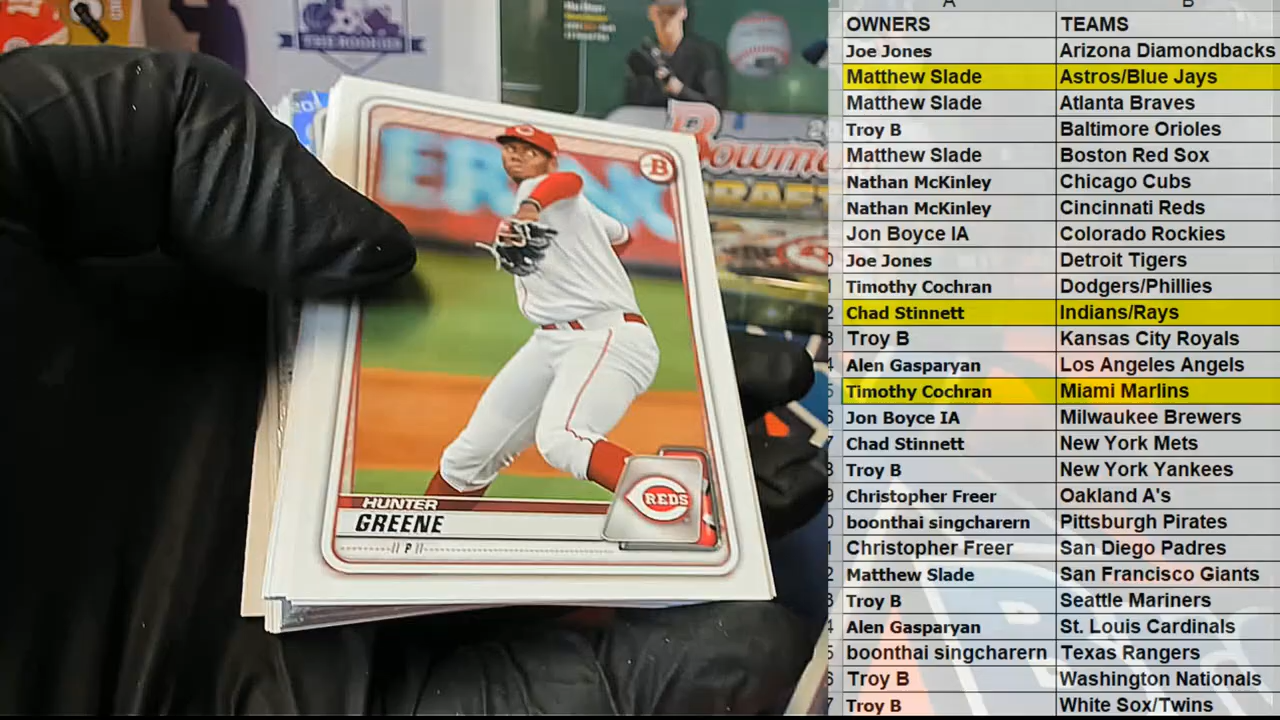 A B
OWNERS TEAMS
Joe Jones Arizona Diamondbacks
Matthew Slade Astros/Blue Jays
Matthew Slade Atlanta Braves
Troy B Baltimore Orioles
Matthew Slade Boston Red Sox
Nathan McKinley Chicago Cubs
Nathan McKinley Cincinnati Reds
Jon Boyce IA Colorado Rockies
Joe Jones Detroit Tigers
Timothy Cochran Dodgers/Phillies
Chad Stinnett Indians/Rays
Troy B Kansas City Royals
Alen Gasparyan Los Angeles Angels
Timothy Cochran Miami Marlins
Jon Boyce IA Milwaukee Brewers
Chad Stinnett New York Mets
Troy B New York Yankees
Christopher Freer Oakland A's
boonthai singcharern Pittsburgh Pirates
Christopher Freer San Diego Padres
Matthew Slade San Francisco Giants
Troy B Seattle Mariners
Alen Gasparyan St. Louis Cardinals
boonthai singcharern Texas Rangers
Troy B Washington Nationals
Troy B White Sox/Twins
B
Bowman
HUNTER
GREENE
P
REDS